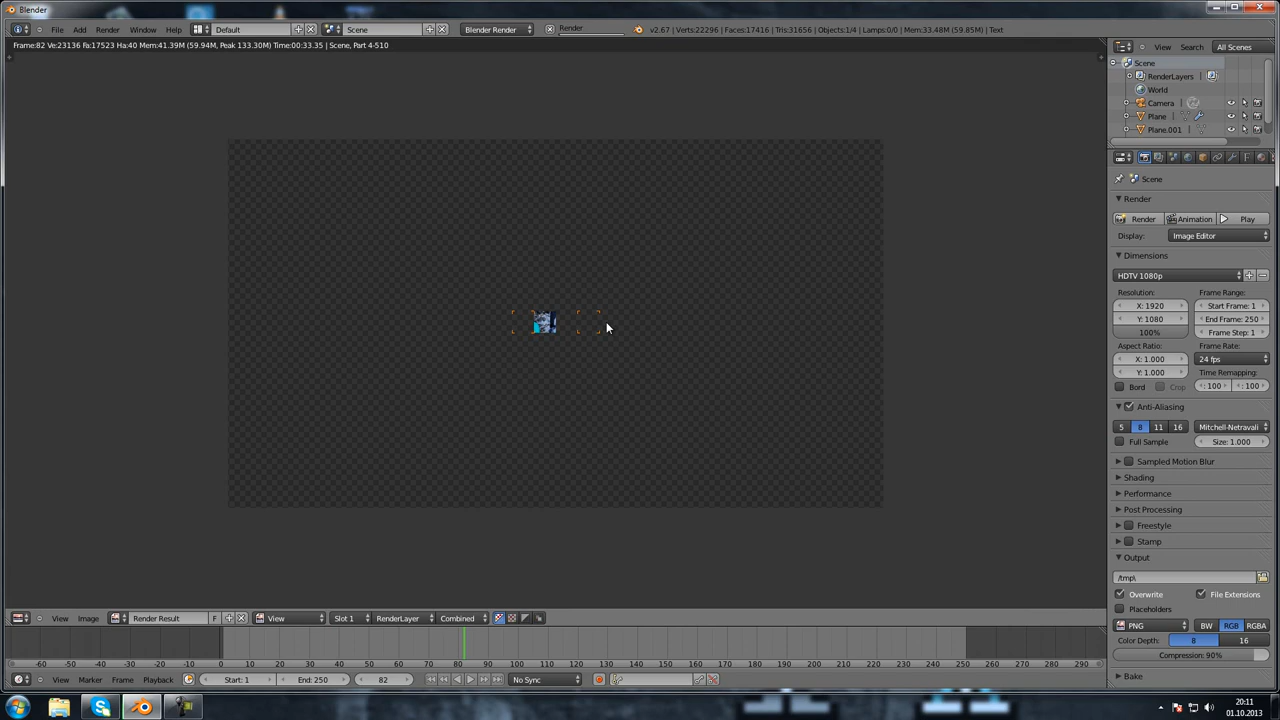 Blender
File Add Render Window Help Default Scene Blender Render Render v2.67 | Verts:22296 | Faces:17416 | Tris:31656 | Objects:1/4 | Lamps:0/0 | Mem:33.48M (59.85M) | Text
Frame:82 Ve:23136 Fa:17523 Ha:40 Mem:41.39M (59.94M, Peak 133.30M) Time:00:33.35 | Scene, Part 4-510
View Search All Scenes
Scene
RenderLayers
World
Camera
Plane
Plane.001
Scene
Render
Render Animation Play
Display: Image Editor
Dimensions
HDTV 1080p
Resolution: Frame Range:
X: 1920 Start Frame: 1
Y: 1080 End Frame: 250
100% Frame Step: 1
Aspect Ratio: Frame Rate:
X: 1.000 24 fps
Y: 1.000 Time Remapping:
Bord Crop : 100 : 100
Anti-Aliasing
5 8 11 16 Mitchell-Netravali
Full Sample Size: 1.000
Sampled Motion Blur
Shading
Performance
Post Processing
Freestyle
Stamp
Output
/tmp\
Overwrite File Extensions
Placeholders
PNG BW RGB RGBA
Color Depth: 8 16
Compression: 90%
Bake
View Image Render Result F View Slot 1 RenderLayer Combined
-60 -50 -40 -30 -20 -10 0 10 20 30 40 50 60 70 80 90 100 110 120 130 140 150 160 170 180 190 200 210 220 230 240 250 260 270 280 290
View Marker Frame Playback Start: 1 End: 250 82 No Sync
20:11
01.10.2013